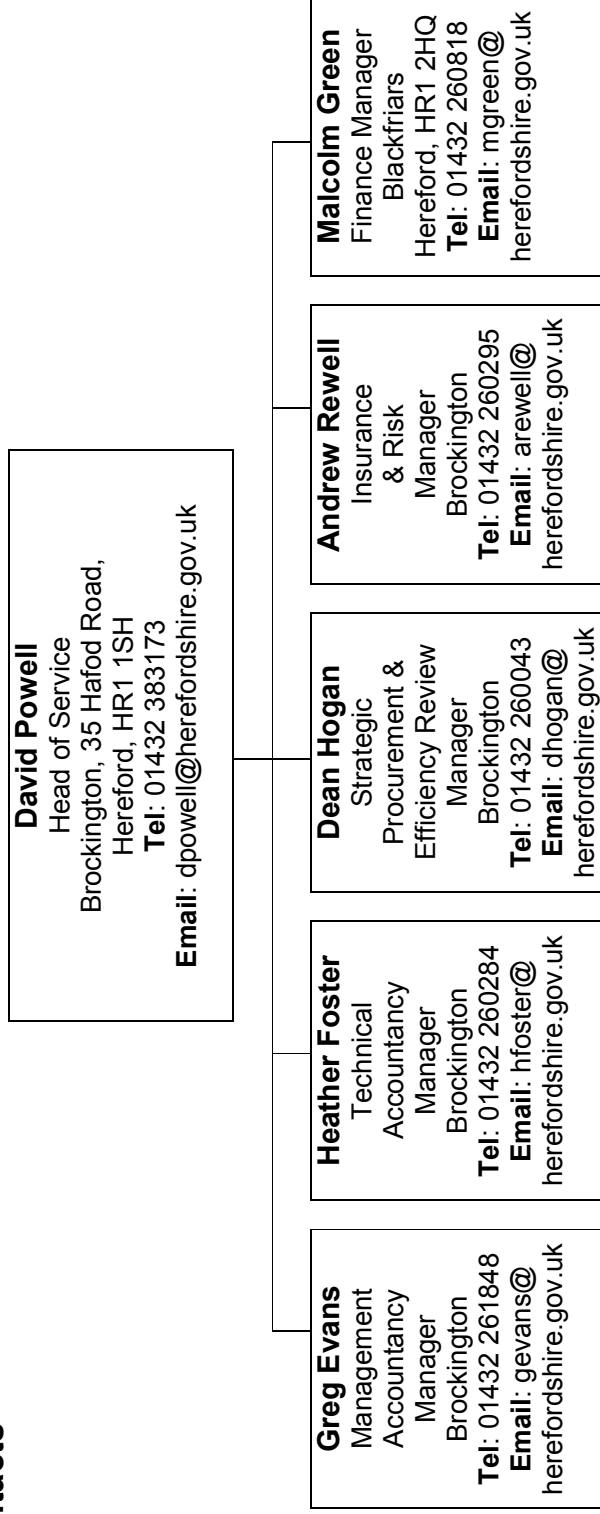 David Powell
Head of Service
Brockington, 35 Hafod Road,
Hereford, HR1 1SH
Tel: 01432 383173
Email: dpowell@herefordshire.gov.uk
Greg Evans
Management
Accountancy
Manager
Brockington
Tel: 01432 261848
Email: gevans@
herefordshire.gov.uk
Heather Foster
Technical
Accountancy
Manager
Brockington
Tel: 01432 260284
Email: hfoster@
herefordshire.gov.uk
Dean Hogan
Strategic
Procurement &
Efficiency Review
Manager
Brockington
Tel: 01432 260043
Email: dhogan@
herefordshire.gov.uk
Andrew Rewell
Insurance
& Risk
Manager
Brockington
Tel: 01432 260295
Email: arewell@
herefordshire.gov.uk
Malcolm Green
Finance Manager
Blackfriars
Hereford, HR1 2HQ
Tel: 01432 260818
Email: mgreen@
herefordshire.gov.uk